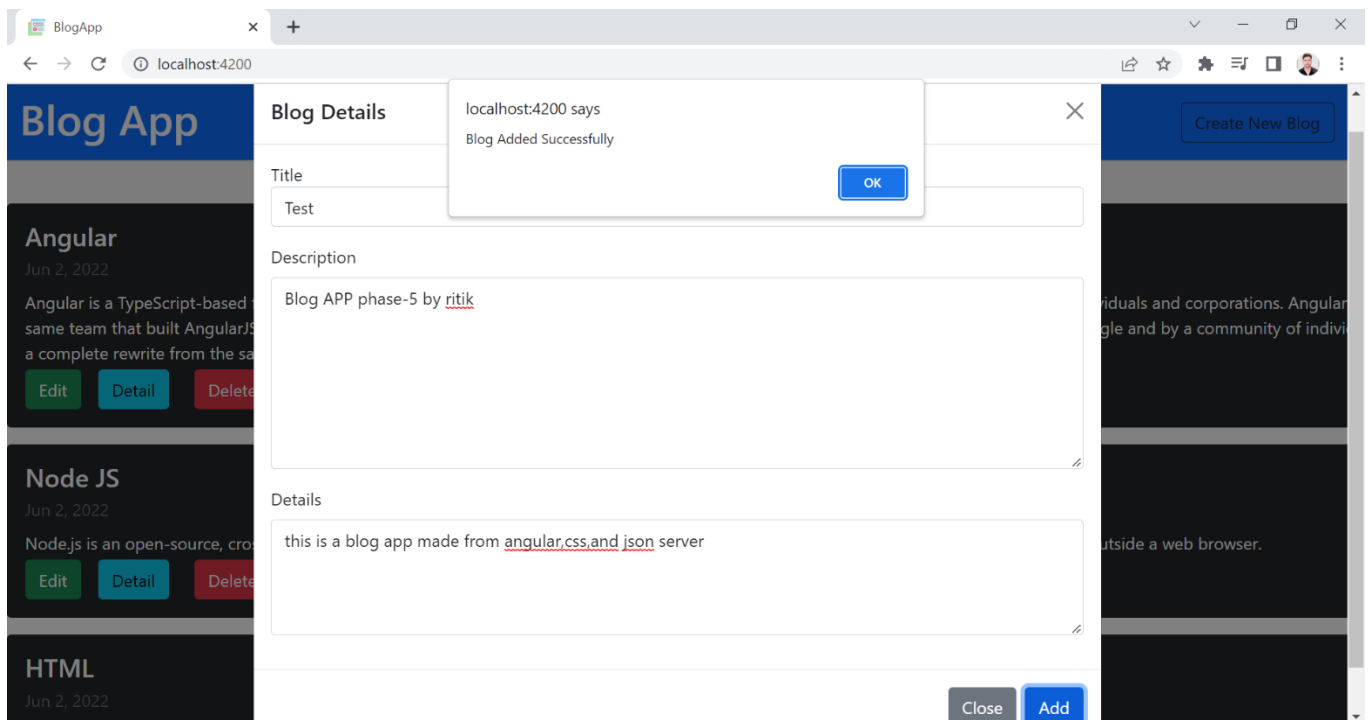 BlogApp
localhost:4200
Blog App
Create New Blog
Blog Details
localhost:4200 says
Blog Added Successfully
OK
Title
Test
Description
Blog APP phase-5 by ritik
Details
this is a blog app made from angular,css,and json server
Close
Add
Angular
Jun 2, 2022
Angular is a TypeScript-based
same team that built AngularJS
a complete rewrite from the sa
viduals and corporations. Angular
gle and by a community of indivi
Edit
Detail
Delete
Node JS
Jun 2, 2022
Node.js is an open-source, cros
utside a web browser.
Edit
Detail
Delete
HTML
Jun 2, 2022